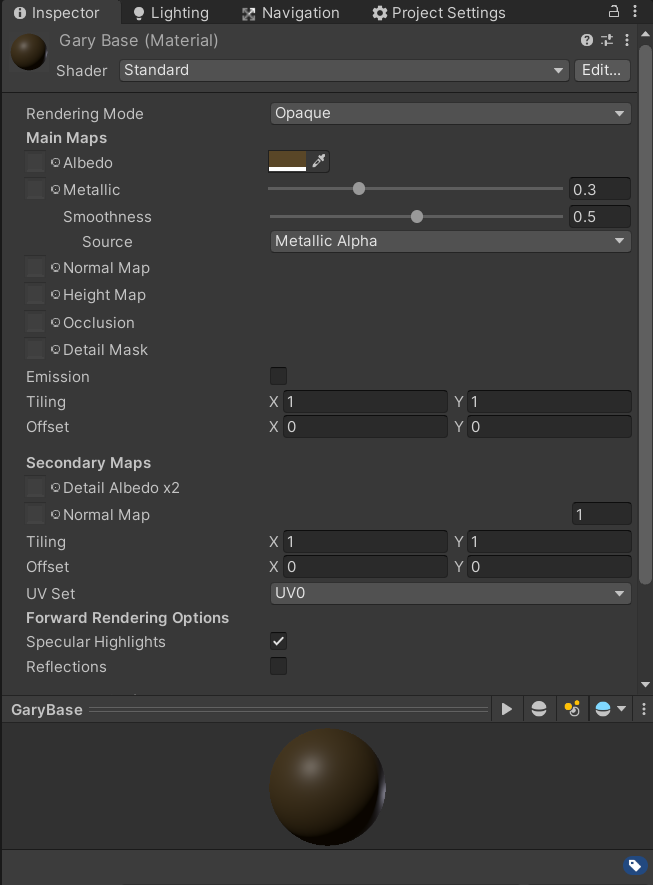 Inspector Lighting Navigation Project Settings
Gary Base (Material)
Shader Standard Edit...
Rendering Mode Opaque
Main Maps
Albedo
Metallic 0.3
Smoothness 0.5
Source Metallic Alpha
Normal Map
Height Map
Occlusion
Detail Mask
Emission
Tiling X 1 Y 1
Offset X 0 Y 0
Secondary Maps
Detail Albedo x2
Normal Map 1
Tiling X 1 Y 1
Offset X 0 Y 0
UV Set UV0
Forward Rendering Options
Specular Highlights
Reflections
GaryBase